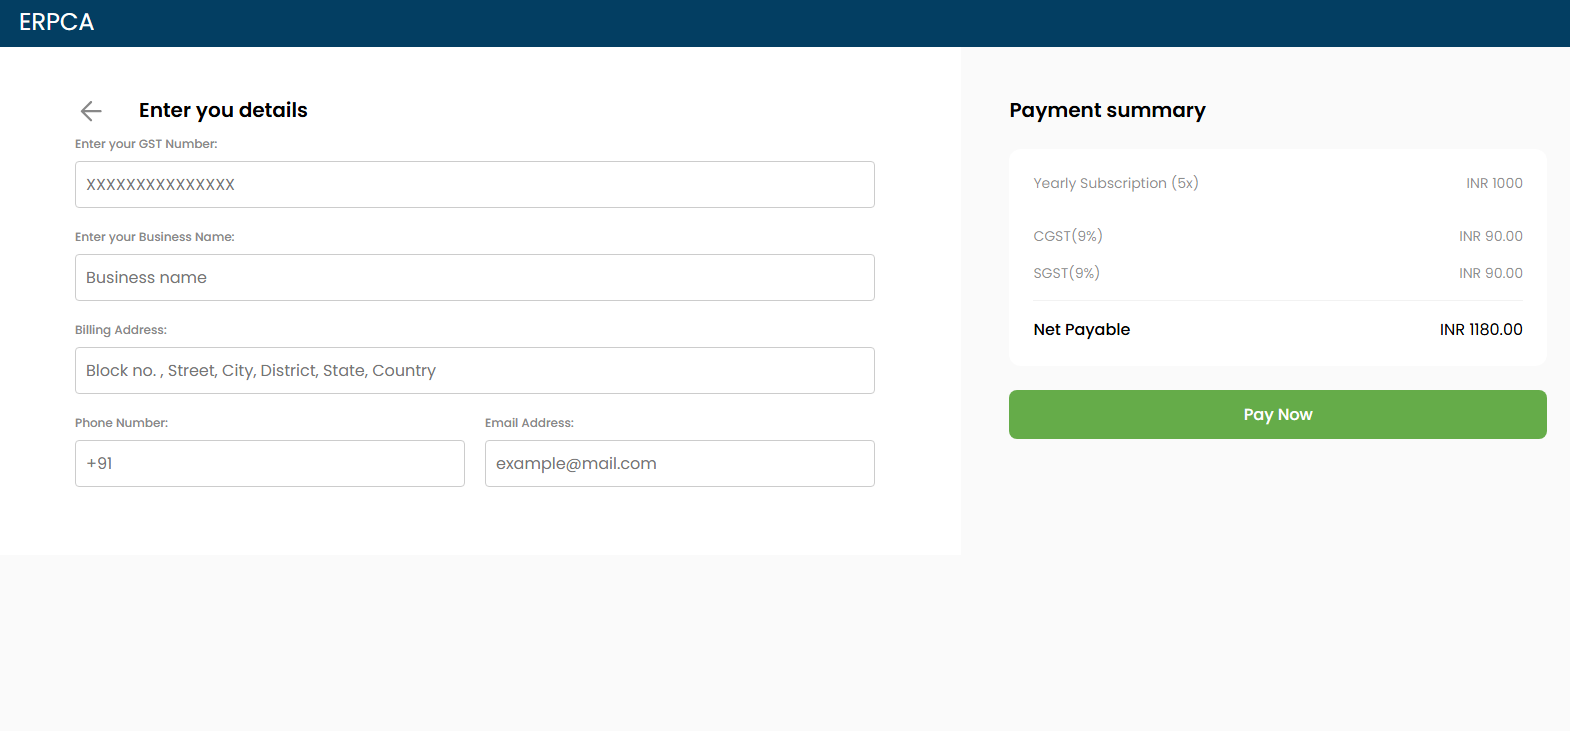 ERPCA
Enter you details
Enter your GST Number:
XXXXXXXXXXXXXXX
Enter your Business Name:
Business name
Billing Address:
Block no. , Street, City, District, State, Country
Phone Number:
Email Address:
+91
example@mail.com
Payment summary
Yearly Subscription (5x) INR 1000
CGST(9%) INR 90.00
SGST(9%) INR 90.00
Net Payable INR 1180.00
Pay Now